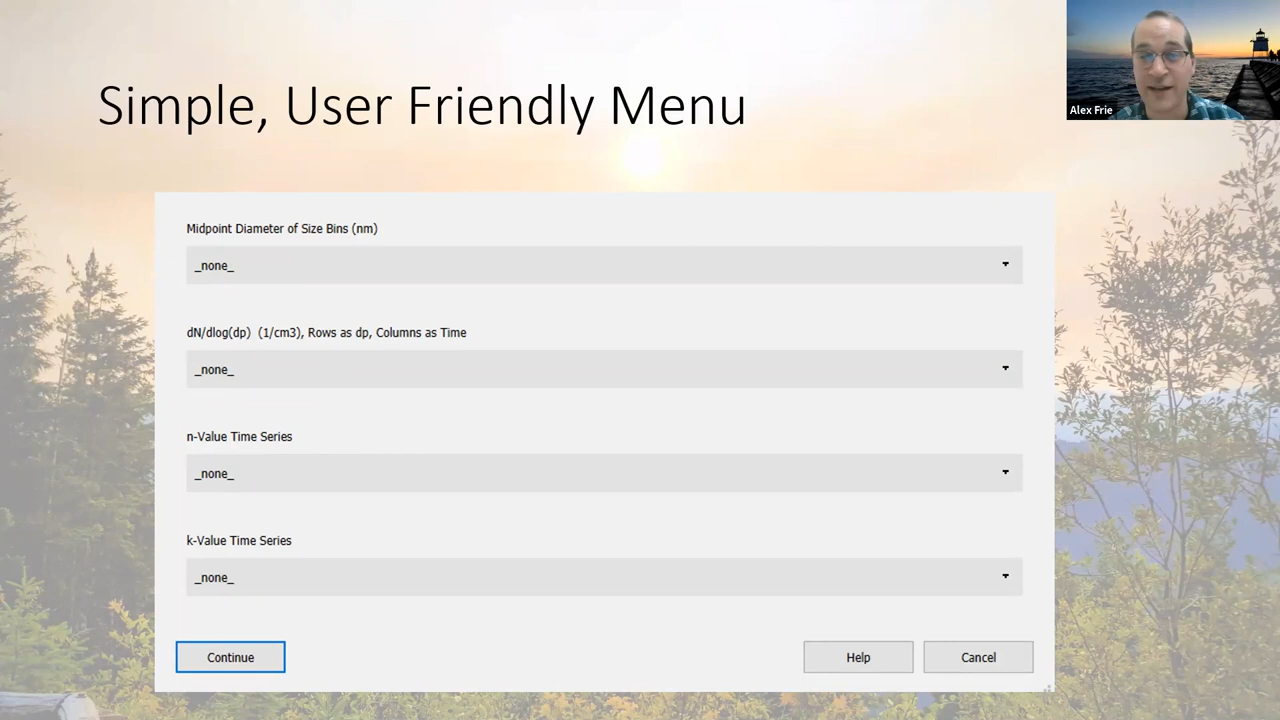 Simple, User Friendly Menu
Alex Frie
Midpoint Diameter of Size Bins (nm)
_none_
dN/dlog(dp)  (1/cm3), Rows as dp, Columns as Time
_none_
n-Value Time Series
_none_
k-Value Time Series
_none_
Continue
Help
Cancel